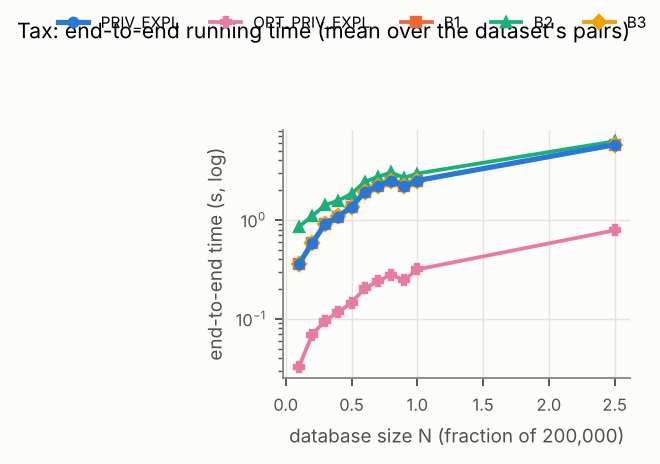 PRIV_EXPL OPT_PRIV_EXPL B1 B2 B3
Tax: end-to-end running time (mean over the dataset's pairs)
end-to-end time (s, log)
10⁰
10⁻¹
0.0 0.5 1.0 1.5 2.0 2.5
database size N (fraction of 200,000)